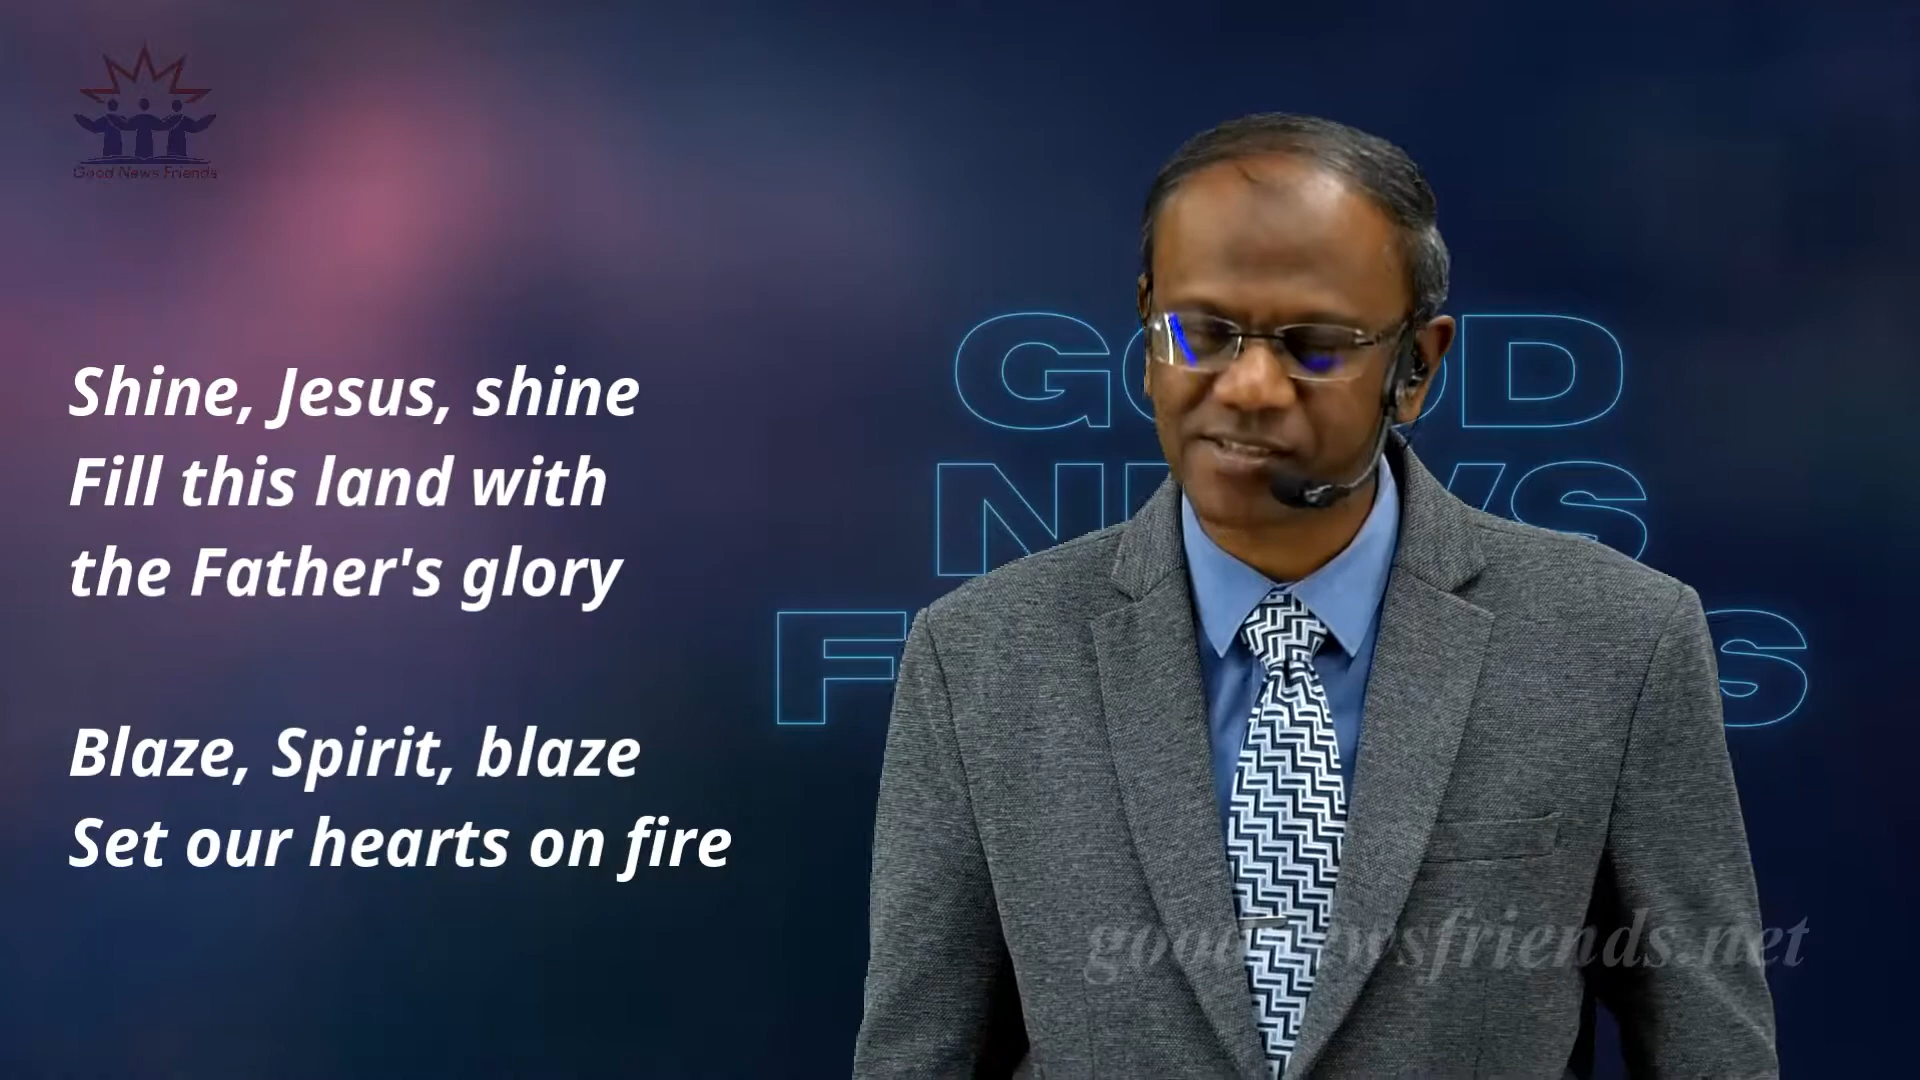 Good News Friends
Shine, Jesus, shine
Fill this land with
the Father's glory
Blaze, Spirit, blaze
Set our hearts on fire